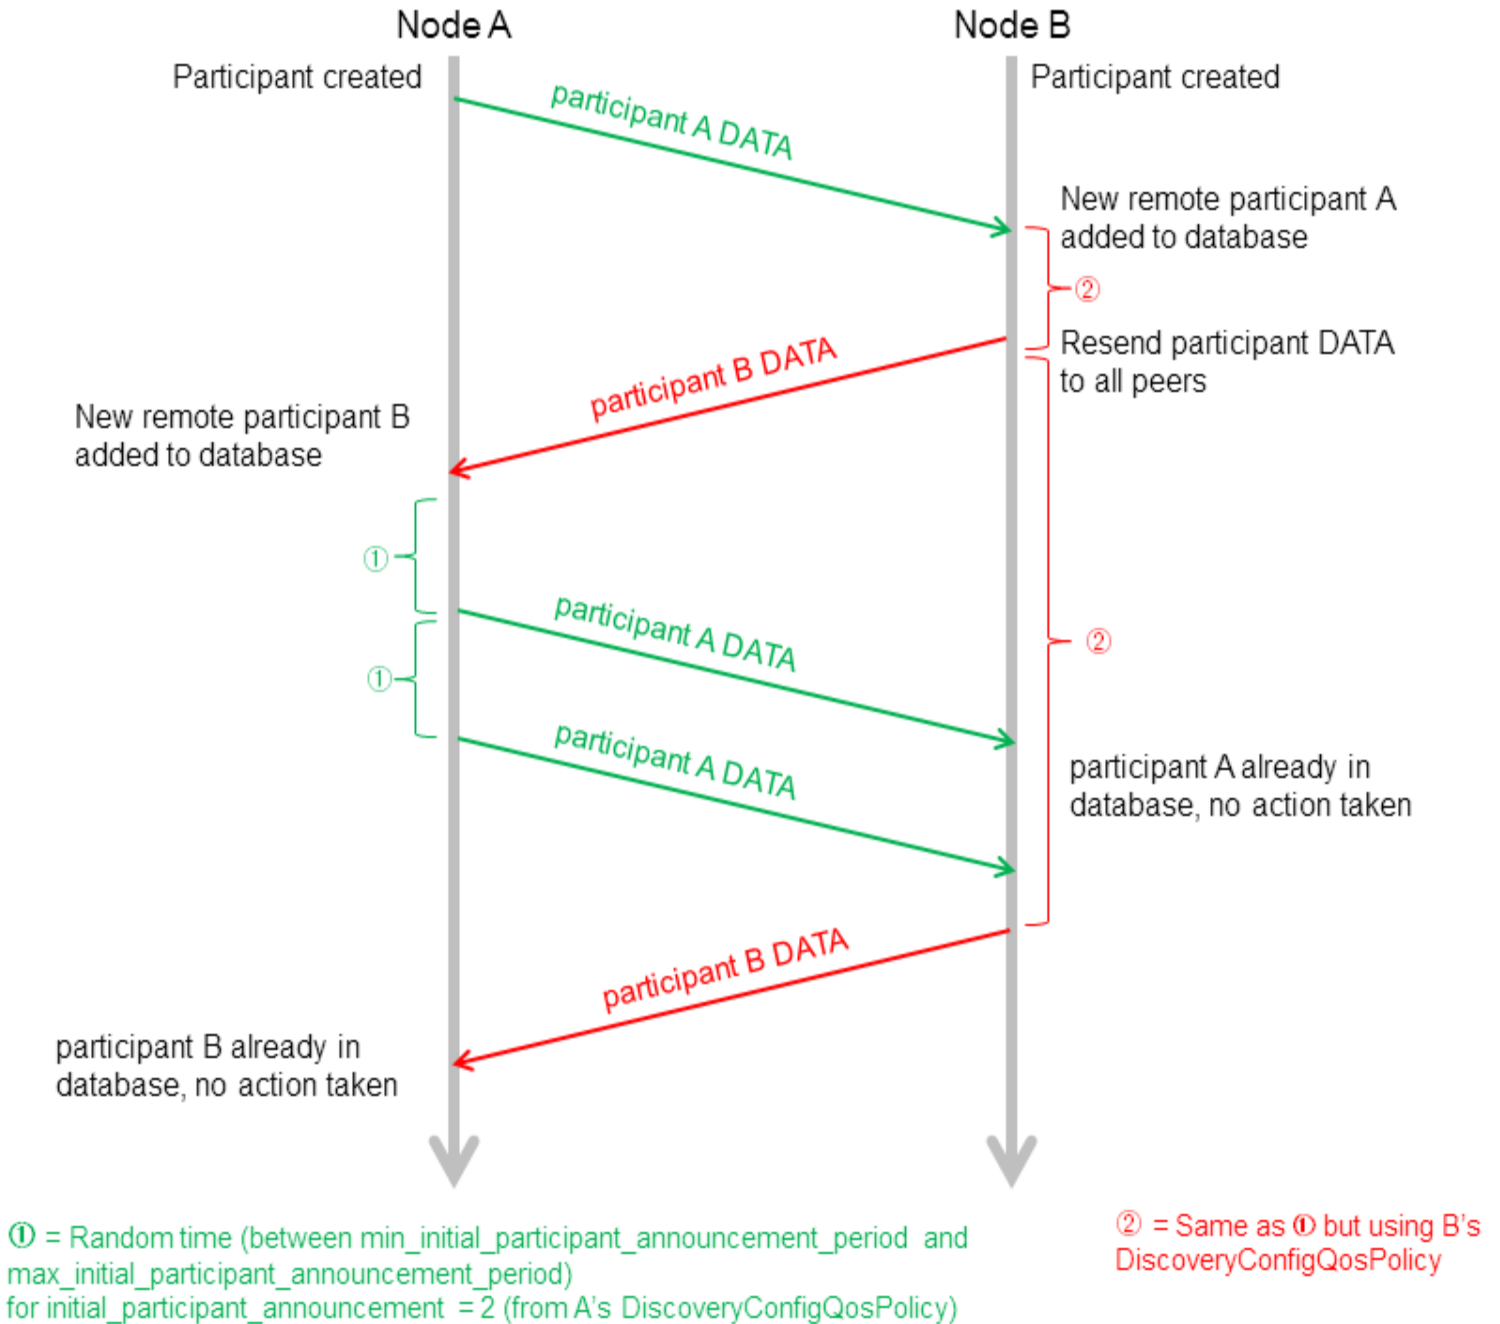 Node A
Node B
Participant created
Participant created
participant A DATA
New remote participant A
added to database
②
participant B DATA
Resend participant DATA
to all peers
New remote participant B
added to database
①
participant A DATA
②
①
participant A DATA
participant A already in
database, no action taken
participant B DATA
participant B already in
database, no action taken
① = Random time (between min_initial_participant_announcement_period and
max_initial_participant_announcement_period)
for initial_participant_announcement = 2 (from A's DiscoveryConfigQosPolicy)
② = Same as ① but using B's
DiscoveryConfigQosPolicy